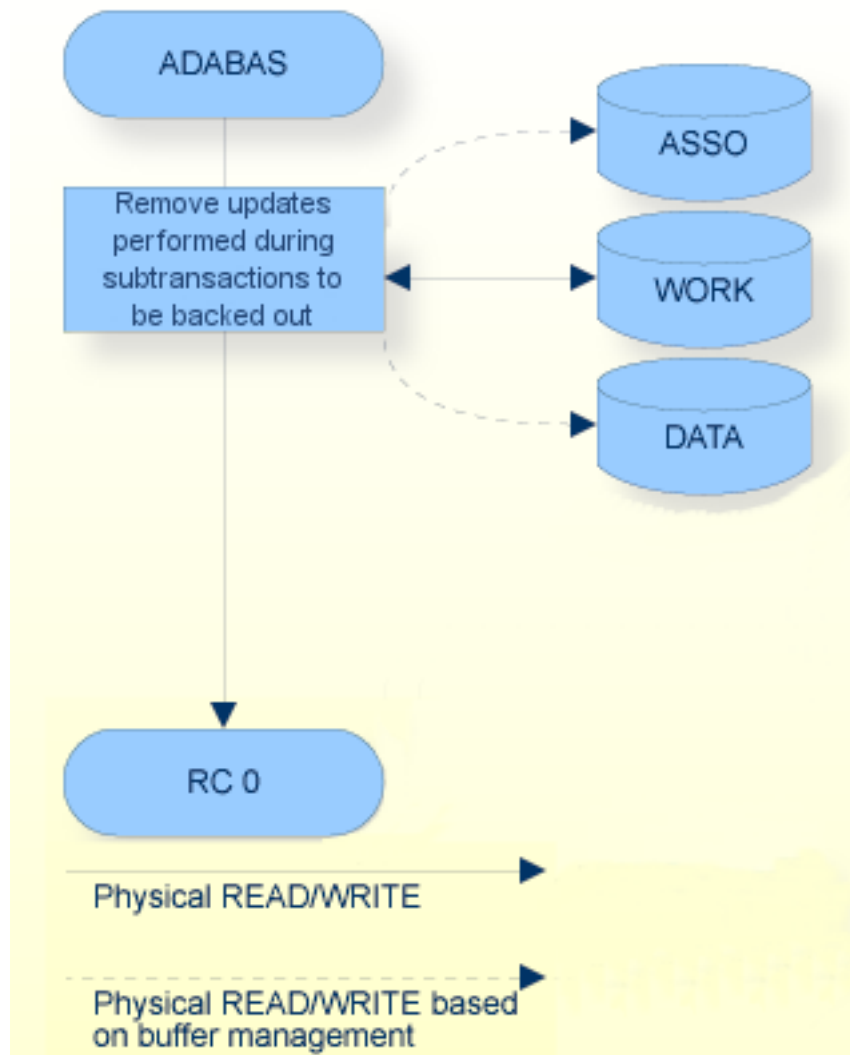 ADABAS
ASSO
Remove updates
performed during
subtransactions to
be backed out
WORK
DATA
RC 0
Physical READ/WRITE
Physical READ/WRITE based
on buffer management